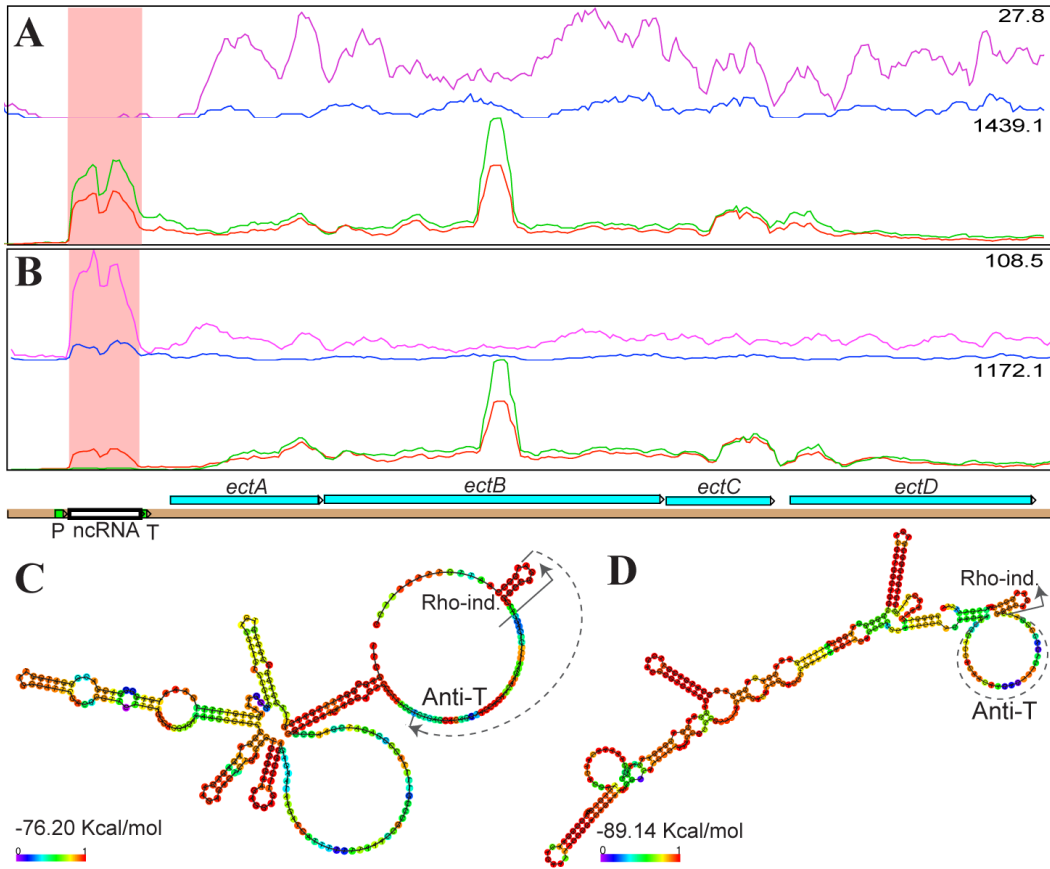 A
27.8
1439.1
B
108.5
1172.1
ectA ectB ectC ectD
P ncRNA T
C
D
Rho-ind.
Rho-ind.
Anti-T
Anti-T
-76.20 Kcal/mol
0 1
-89.14 Kcal/mol
0 1